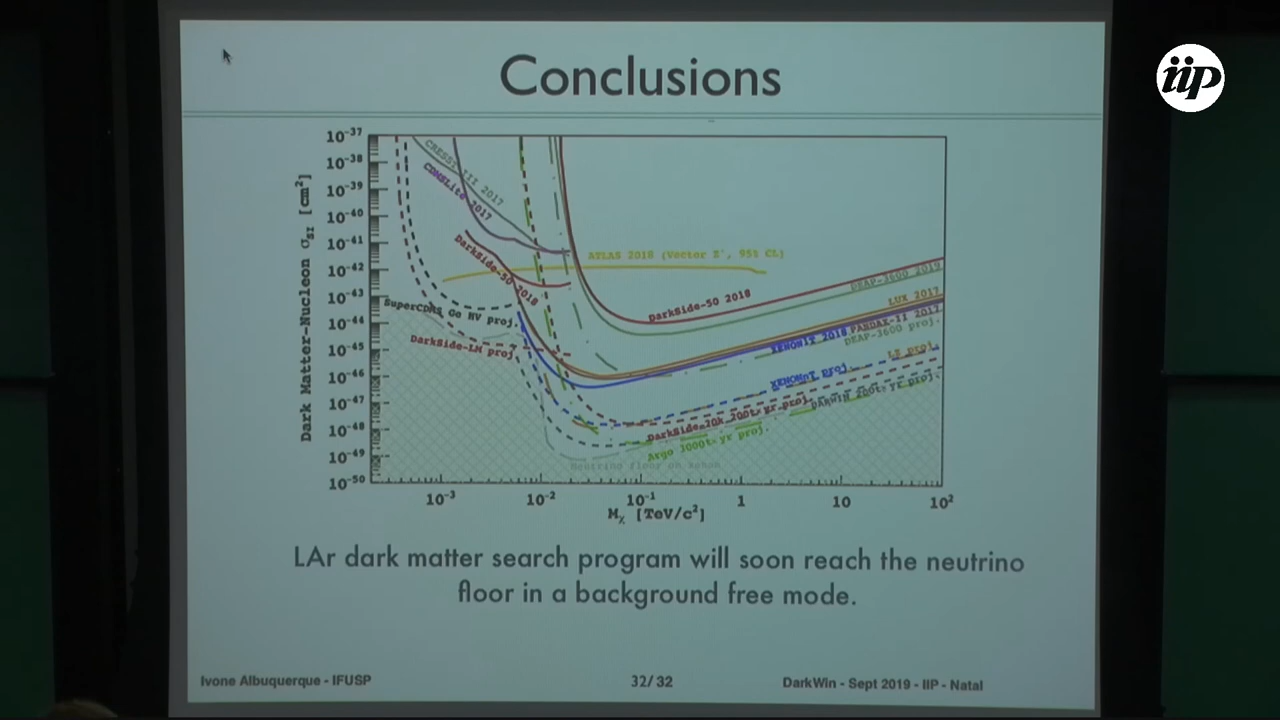 iip
Conclusions
10⁻³⁷
10⁻³⁸
10⁻³⁹
10⁻⁴⁰
10⁻⁴¹
10⁻⁴²
10⁻⁴³
10⁻⁴⁴
10⁻⁴⁵
10⁻⁴⁶
10⁻⁴⁷
10⁻⁴⁸
10⁻⁴⁹
10⁻⁵⁰
Dark Matter-Nucleon σSI [cm²]
CRESST-III 2017
CDMSLite 2017
ATLAS 2018 (Vector Z', 95% CL)
DarkSide-50 2018
DarkSide-50 2018
DEAP-3600 2019
LUX 2017
PANDAX-II 2017
XENON1T 2018
DEAP-3600 proj.
SuperCDMS Ge HV proj.
DarkSide-LM proj.
LZ proj.
XENONnT proj.
DarkSide-20k 200t·yr proj.
DARWIN 200t·yr proj.
Argo 3000t·yr proj.
Neutrino floor on xenon
10⁻³
10⁻²
10⁻¹
1
10
10²
Mχ [TeV/c²]
LAr dark matter search program will soon reach the neutrino
floor in a background free mode.
Ivone Albuquerque - IFUSP
32/ 32
DarkWin - Sept 2019 - IIP - Natal